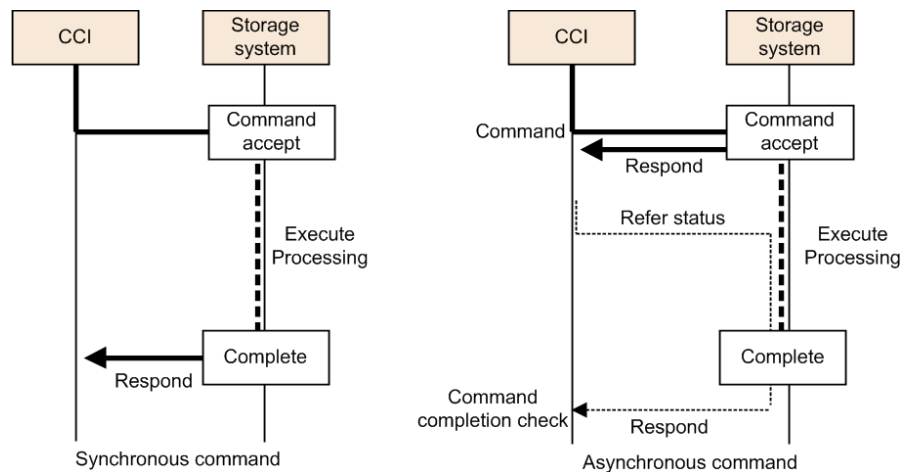 CCI
Storage
system
Command
accept
Execute
Processing
Complete
Respond
Synchronous command
CCI
Storage
system
Command
Command
accept
Respond
Refer status
Execute
Processing
Complete
Command
completion check
Respond
Asynchronous command